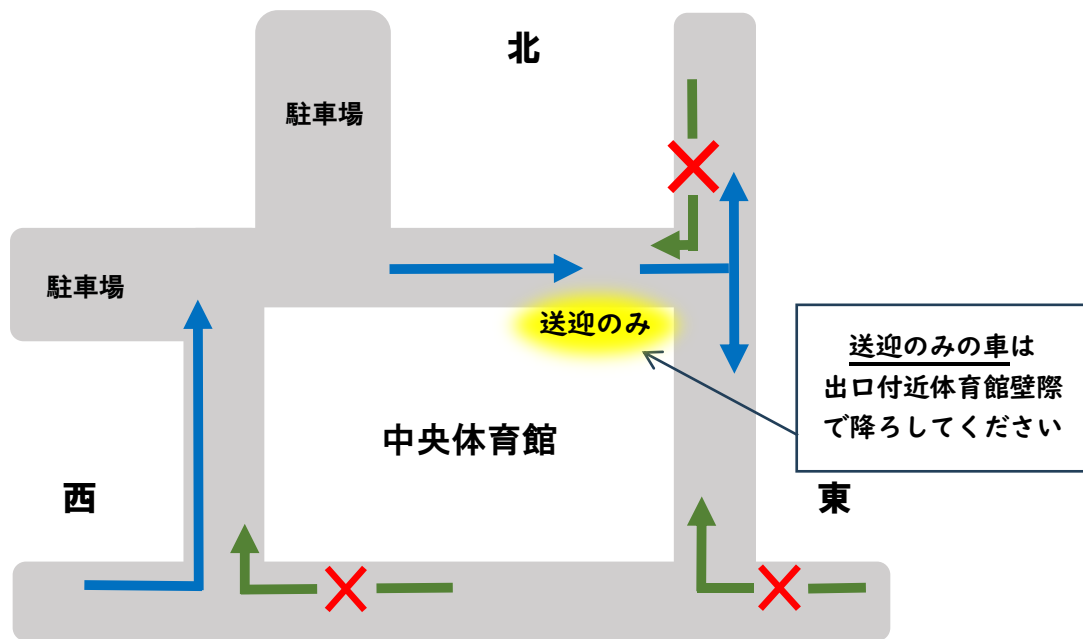 北
駐車場
駐車場
送迎のみ
送迎のみの車は
出口付近体育館壁際
で降ろしてください
中央体育館
西
東